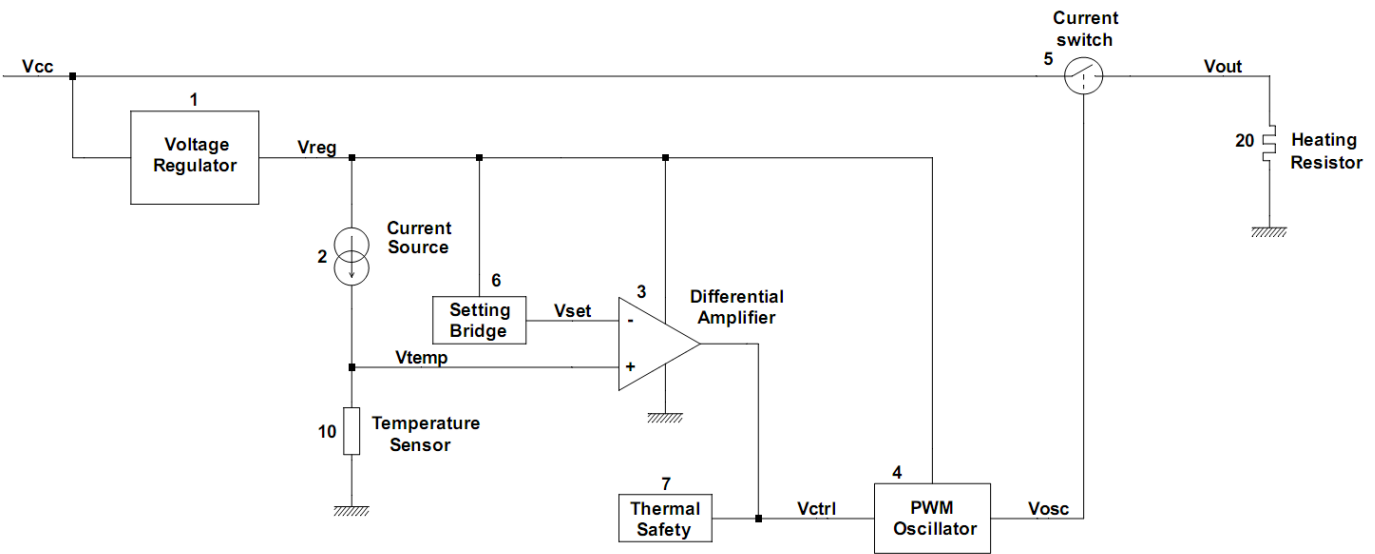 Current
switch
5
Vcc
Vout
1
Voltage
Regulator
Vreg
20
Heating
Resistor
Current
Source
2
6
3
Setting
Bridge
Vset
-
Differential
Amplifier
Vtemp
+
10
Temperature
Sensor
7
4
Thermal
Safety
Vctrl
PWM
Oscillator
Vosc